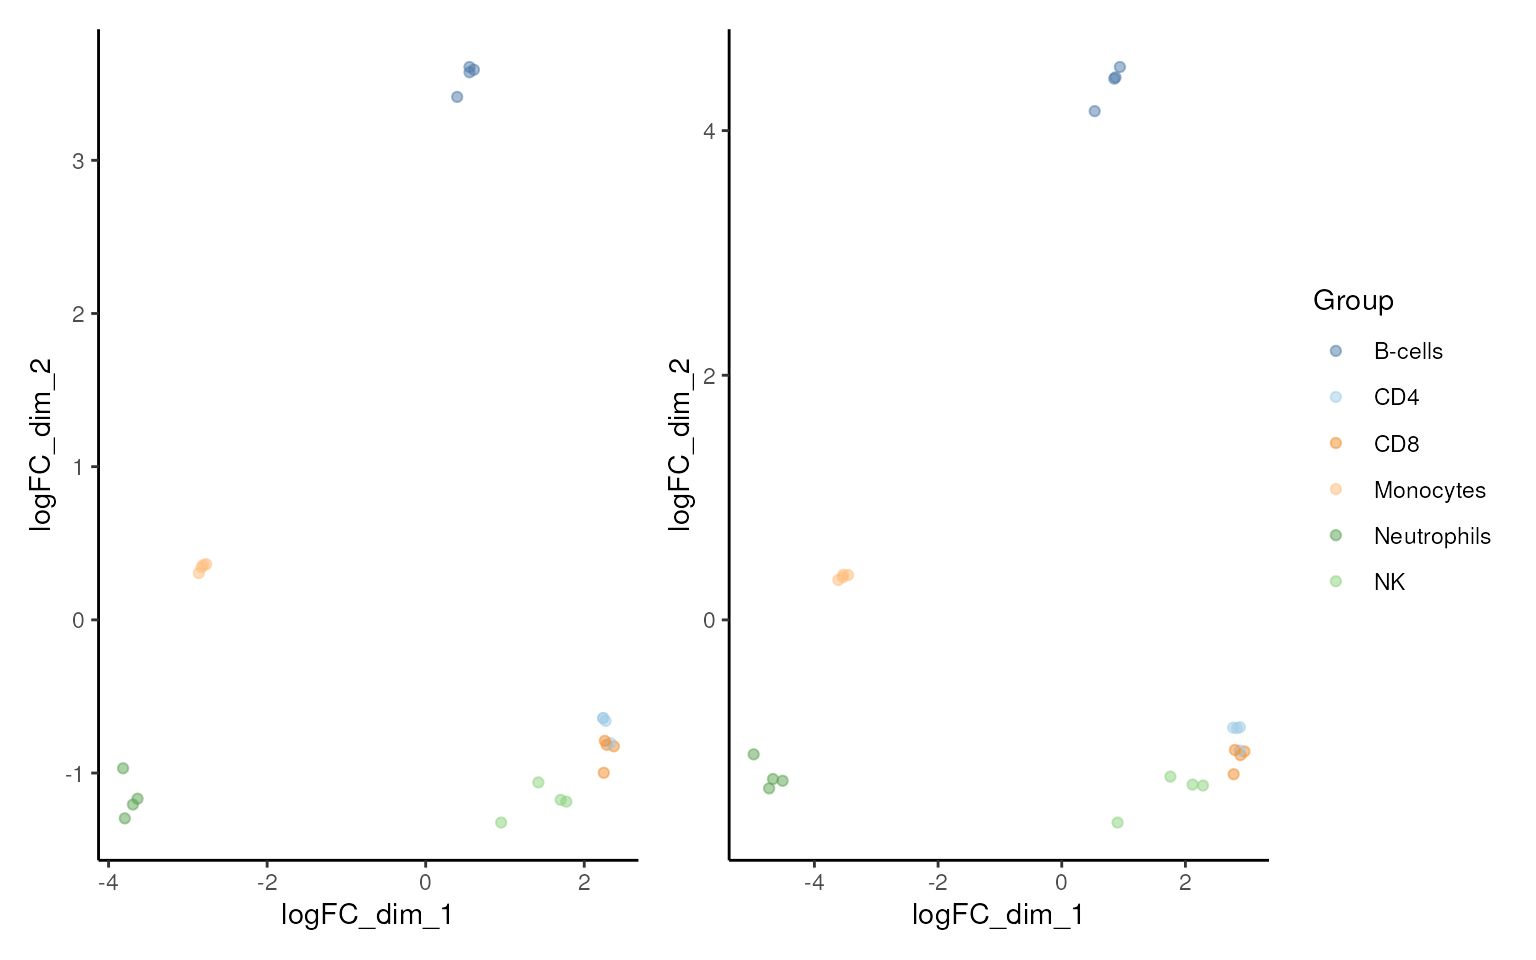 3
2
1
0
-1
logFC_dim_2
-4
-2
0
2
logFC_dim_1
4
2
0
logFC_dim_2
-4
-2
0
2
logFC_dim_1
Group
B-cells
CD4
CD8
Monocytes
Neutrophils
NK